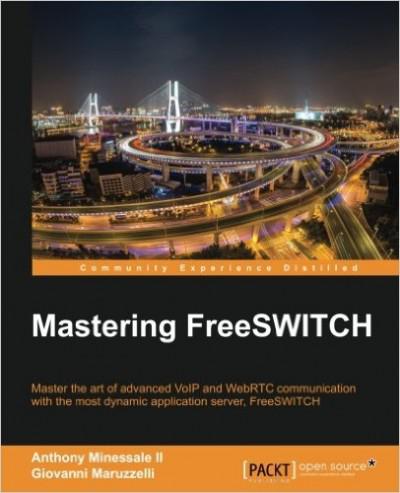 Community Experience Distilled
Mastering FreeSWITCH
Master the art of advanced VoIP and WebRTC communication
with the most dynamic application server, FreeSWITCH
Anthony Minessale II
Giovanni Maruzzelli
[PACKT] open source*
PUBLISHING